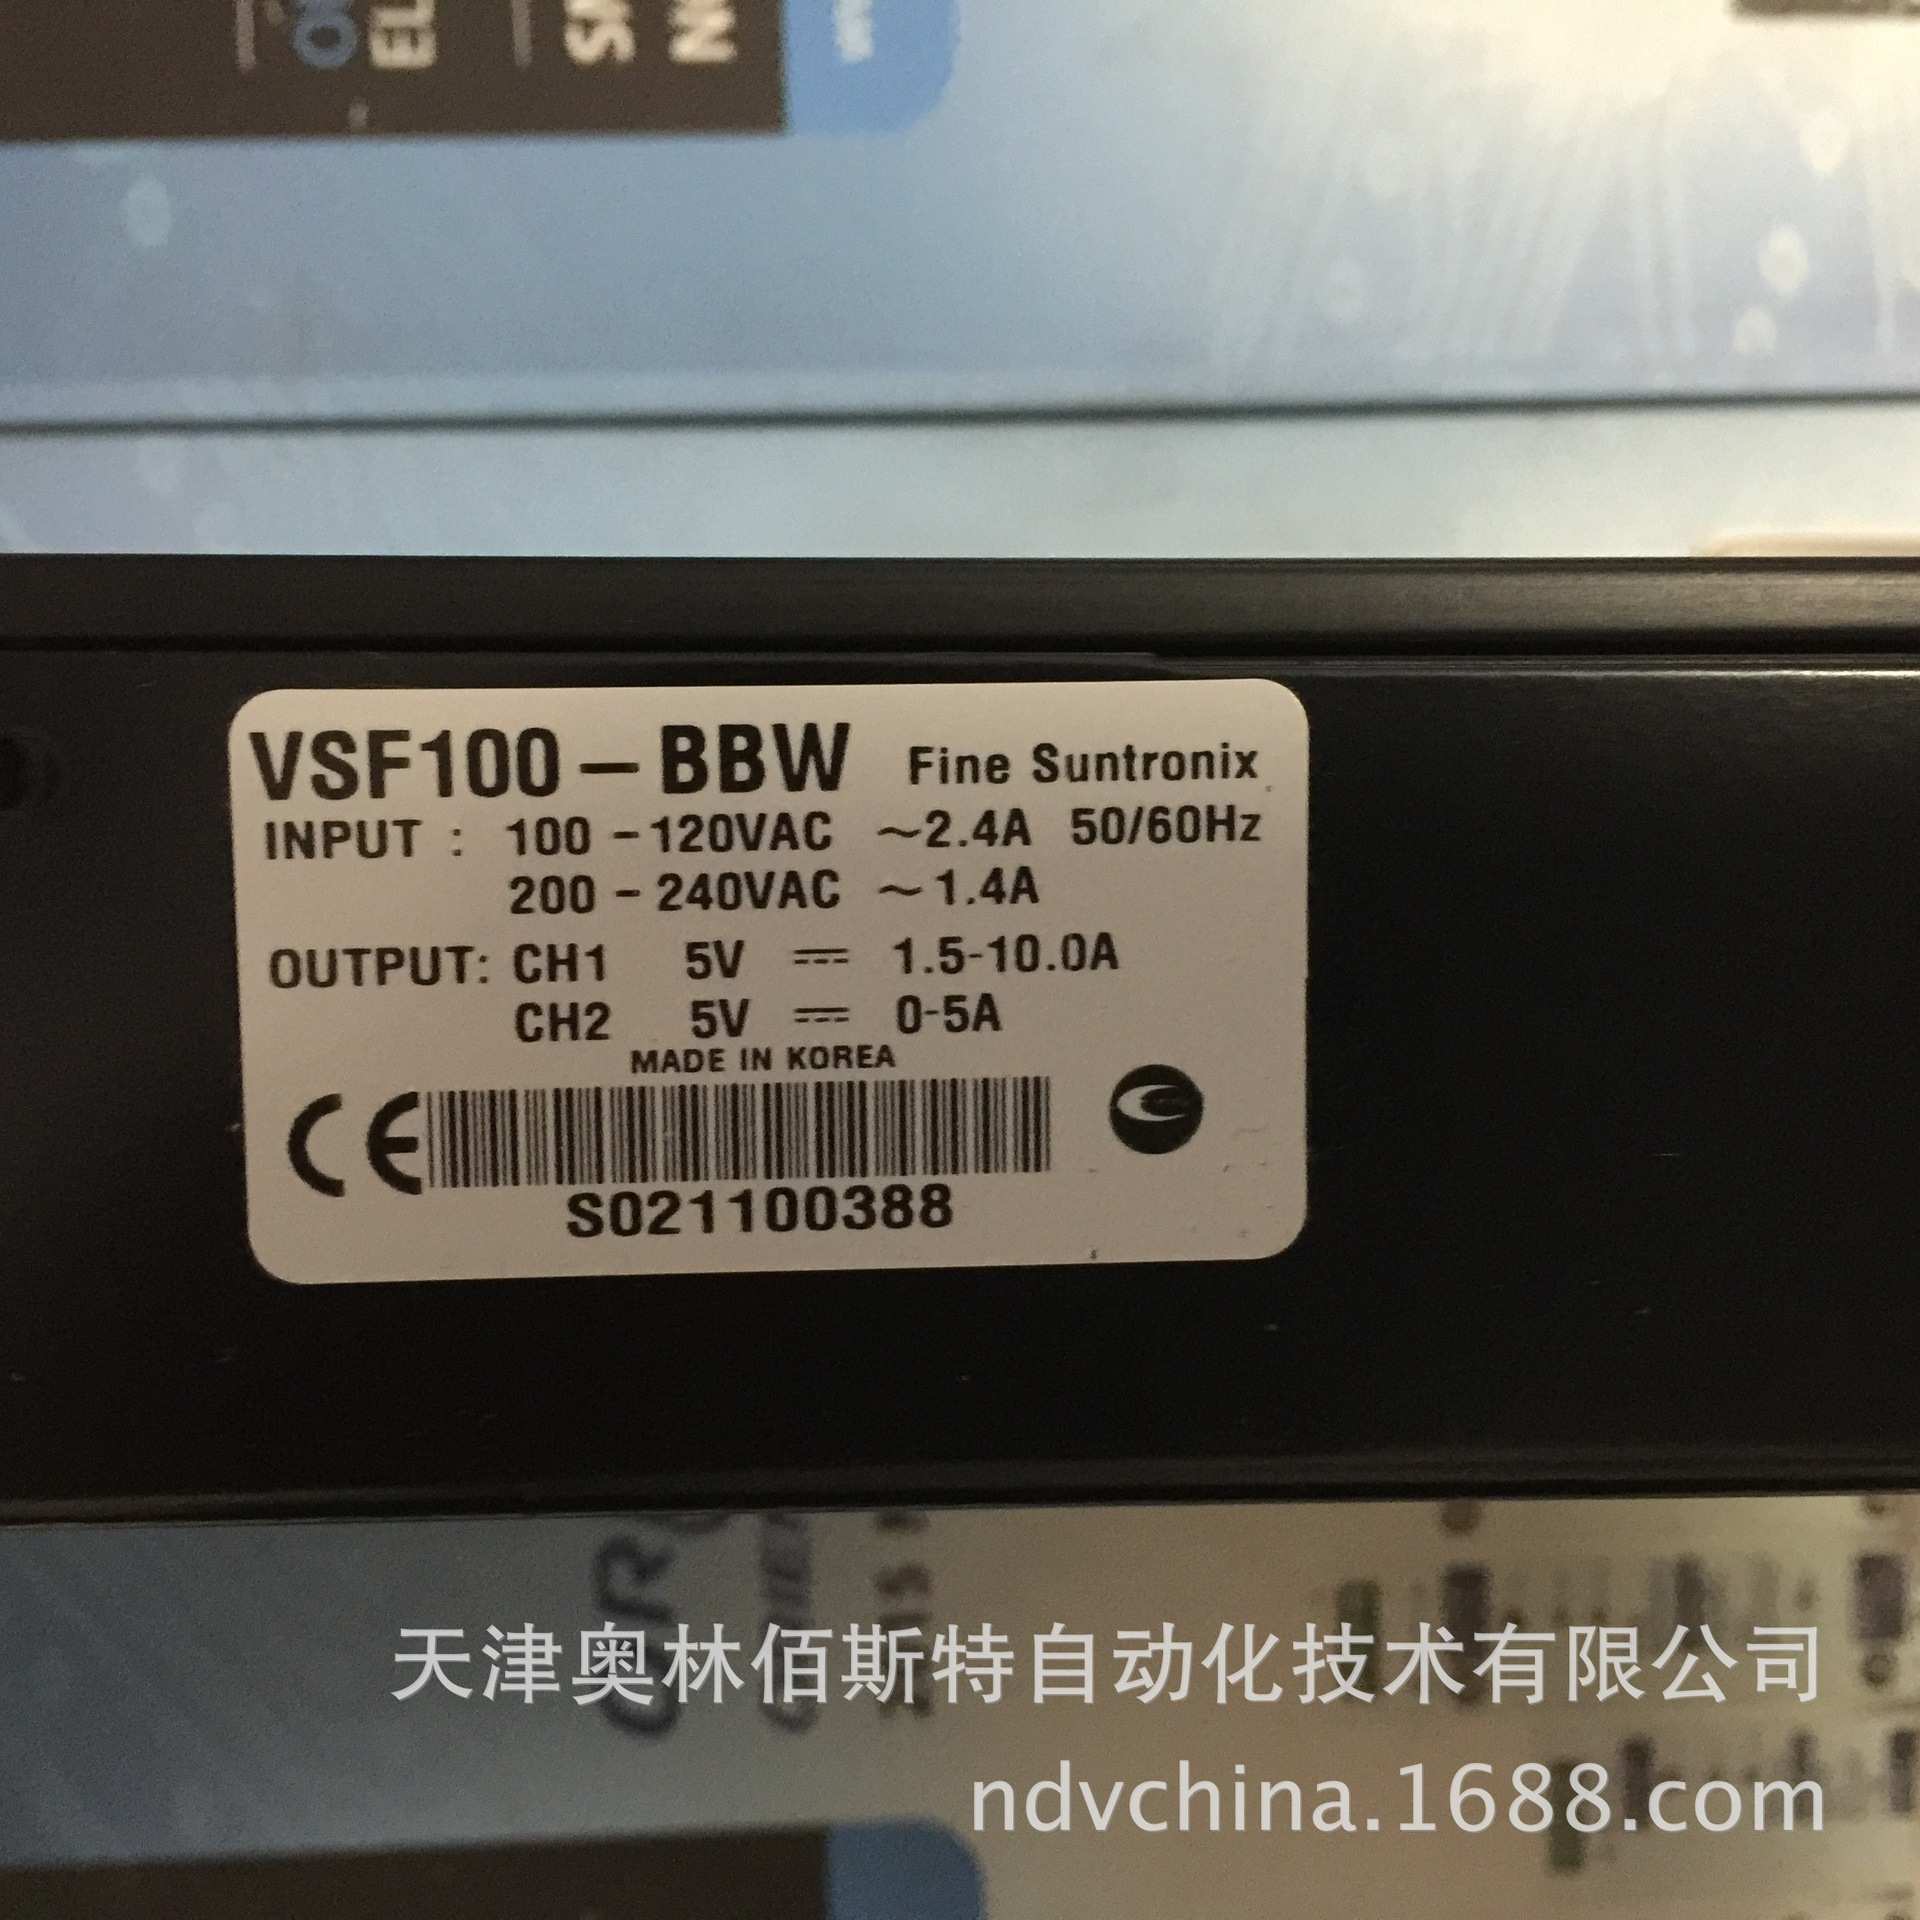 VSF100-BBW Fine Suntronix
INPUT : 100-120VAC ~2.4A 50/60Hz
200-240VAC ~1.4A
OUTPUT: CH1 5V ⎓ 1.5-10.0A
CH2 5V ⎓ 0-5A
MADE IN KOREA
CE
S021100388
天津奥林佰斯特自动化技术有限公司
ndvchina.1688.com